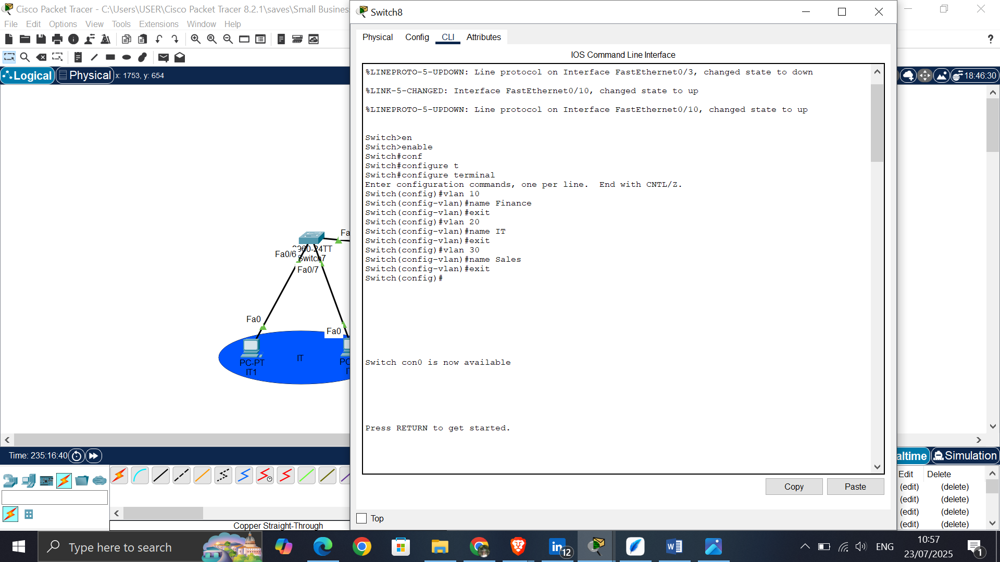 Cisco Packet Tracer - C:\Users\USER\Cisco Packet Tracer 8.2.1\saves\Small Business
File Edit Options View Tools Extensions Window Help
Logical
Physical
x: 1753, y: 654
18:46:30
?
Switch8
Physical Config CLI Attributes
IOS Command Line Interface
%LINEPROTO-5-UPDOWN: Line protocol on Interface FastEthernet0/3, changed state to down
%LINK-5-CHANGED: Interface FastEthernet0/10, changed state to up
%LINEPROTO-5-UPDOWN: Line protocol on Interface FastEthernet0/10, changed state to up
Switch>en
Switch>enable
Switch#conf
Switch#configure t
Switch#configure terminal
Enter configuration commands, one per line.  End with CNTL/Z.
Switch(config)#vlan 10
Switch(config-vlan)#name Finance
Switch(config-vlan)#exit
Switch(config)#vlan 20
Switch(config-vlan)#name IT
Switch(config-vlan)#exit
Switch(config)#vlan 30
Switch(config-vlan)#name Sales
Switch(config-vlan)#exit
Switch(config)#
Switch con0 is now available
Press RETURN to get started.
Copy
Paste
Top
Fa
2960-24TT
Switch7
Fa0/6
Fa0/7
Fa0
Fa0
PC-PT
IT1
IT
PC
Time: 235:16:40
altime
Simulation
Edit Delete
(edit) (delete)
(edit) (delete)
(edit) (delete)
(edit) (delete)
Copper Straight-Through
Type here to search
12
ENG
10:57
23/07/2025
1